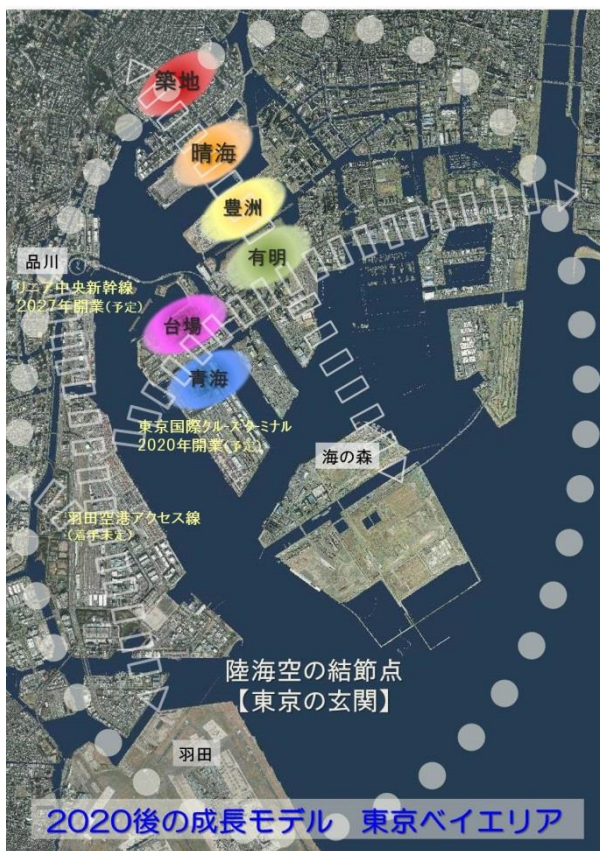 築地
晴海
豊洲
有明
品川
リニア中央新幹線
2027年開業(予定)
台場
青海
東京国際クルーズターミナル
2020年開業(予定)
海の森
羽田空港アクセス線
(着手未定)
陸海空の結節点
【東京の玄関】
羽田
2020後の成長モデル 東京ベイエリア